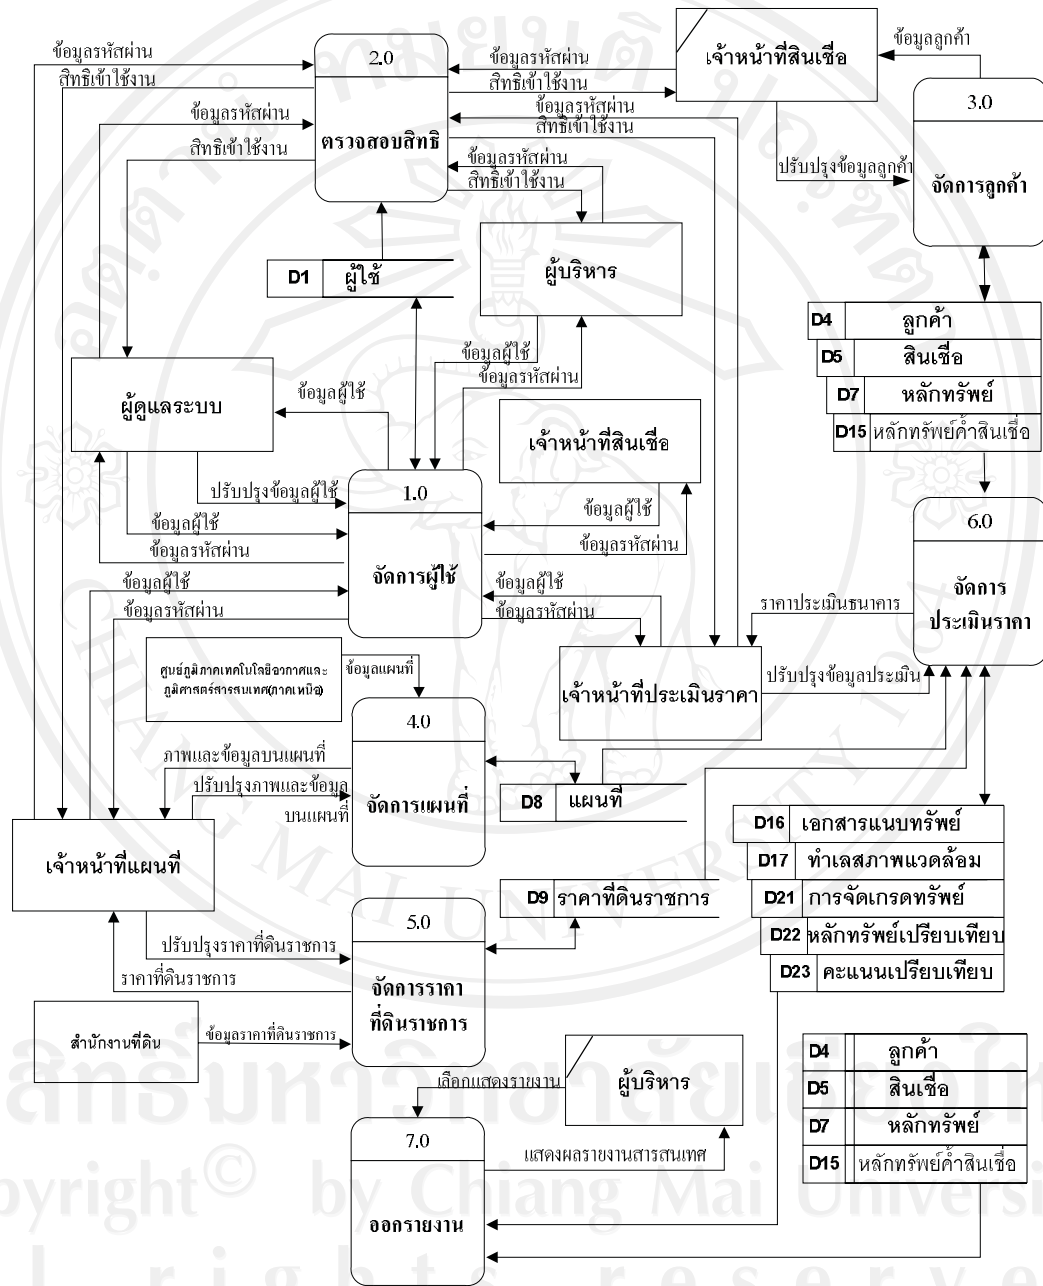 ข้อมูลรหัสผ่าน
สิทธิเข้าใช้งาน
ข้อมูลรหัสผ่าน
สิทธิเข้าใช้งาน
2.0
ตรวจสอบสิทธิ
ข้อมูลรหัสผ่าน
สิทธิเข้าใช้งาน
ข้อมูลรหัสผ่าน
สิทธิเข้าใช้งาน
ข้อมูลรหัสผ่าน
สิทธิเข้าใช้งาน
เจ้าหน้าที่สินเชื่อ
ข้อมูลลูกค้า
ปรับปรุงข้อมูลลูกค้า
3.0
จัดการลูกค้า
D1 ผู้ใช้
ผู้บริหาร
D4 ลูกค้า
D5 สินเชื่อ
D7 หลักทรัพย์
D15 หลักทรัพย์ค้ำสินเชื่อ
ข้อมูลผู้ใช้
ข้อมูลรหัสผ่าน
ผู้ดูแลระบบ
ข้อมูลผู้ใช้
เจ้าหน้าที่สินเชื่อ
ปรับปรุงข้อมูลผู้ใช้
ข้อมูลผู้ใช้
ข้อมูลรหัสผ่าน
ข้อมูลผู้ใช้
ข้อมูลรหัสผ่าน
1.0
จัดการผู้ใช้
ข้อมูลผู้ใช้
ข้อมูลรหัสผ่าน
ข้อมูลผู้ใช้
ข้อมูลรหัสผ่าน
6.0
จัดการ
ประเมินราคา
ราคาประเมินธนาคาร
ปรับปรุงข้อมูลประเมิน
ศูนย์ภูมิภาคเทคโนโลยีอวกาศและ
ภูมิศาสตร์สารสนเทศ(ภาคเหนือ)
ข้อมูลแผนที่
เจ้าหน้าที่ประเมินราคา
4.0
จัดการแผนที่
ภาพและข้อมูลบนแผนที่
ปรับปรุงภาพและข้อมูล
บนแผนที่
D8 แผนที่
เจ้าหน้าที่แผนที่
D16 เอกสารแนบทรัพย์
D17 ทำเลสภาพแวดล้อม
D21 การจัดเกรดทรัพย์
D22 หลักทรัพย์เปรียบเทียบ
D23 คะแนนเปรียบเทียบ
D9 ราคาที่ดินราชการ
5.0
จัดการราคา
ที่ดินราชการ
ปรับปรุงราคาที่ดินราชการ
ราคาที่ดินราชการ
สำนักงานที่ดิน
ข้อมูลราคาที่ดินราชการ
D4 ลูกค้า
D5 สินเชื่อ
D7 หลักทรัพย์
D15 หลักทรัพย์ค้ำสินเชื่อ
เลือกแสดงรายงาน
ผู้บริหาร
7.0
ออกรายงาน
แสดงผลรายงานสารสนเทศ
CHIANG MAI UNIVERSITY
by Chiang Mai